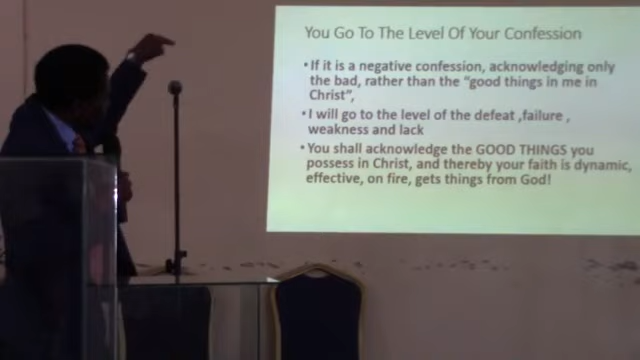 You Go To The Level Of Your Confession
• If it is a negative confession, acknowledging only
the bad, rather than the "good things in me in
Christ",
• I will go to the level of the defeat ,failure ,
weakness and lack
• You shall acknowledge the GOOD THINGS you
possess in Christ, and thereby your faith is dynamic,
effective, on fire, gets things from God!